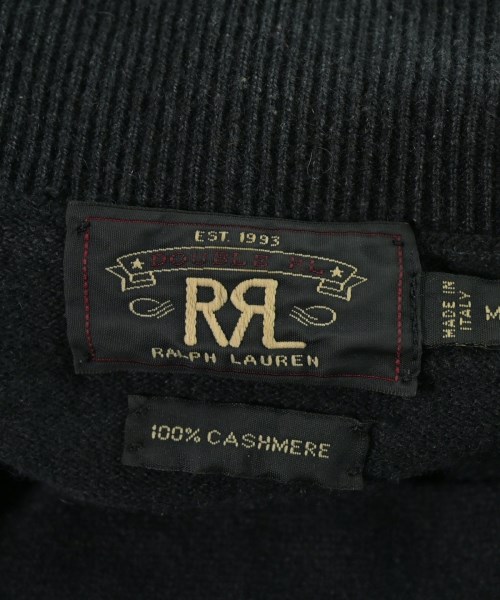 EST. 1993
DOUBLE RL
RRL
RALPH LAUREN
MADE IN
ITALY
M
100% CASHMERE